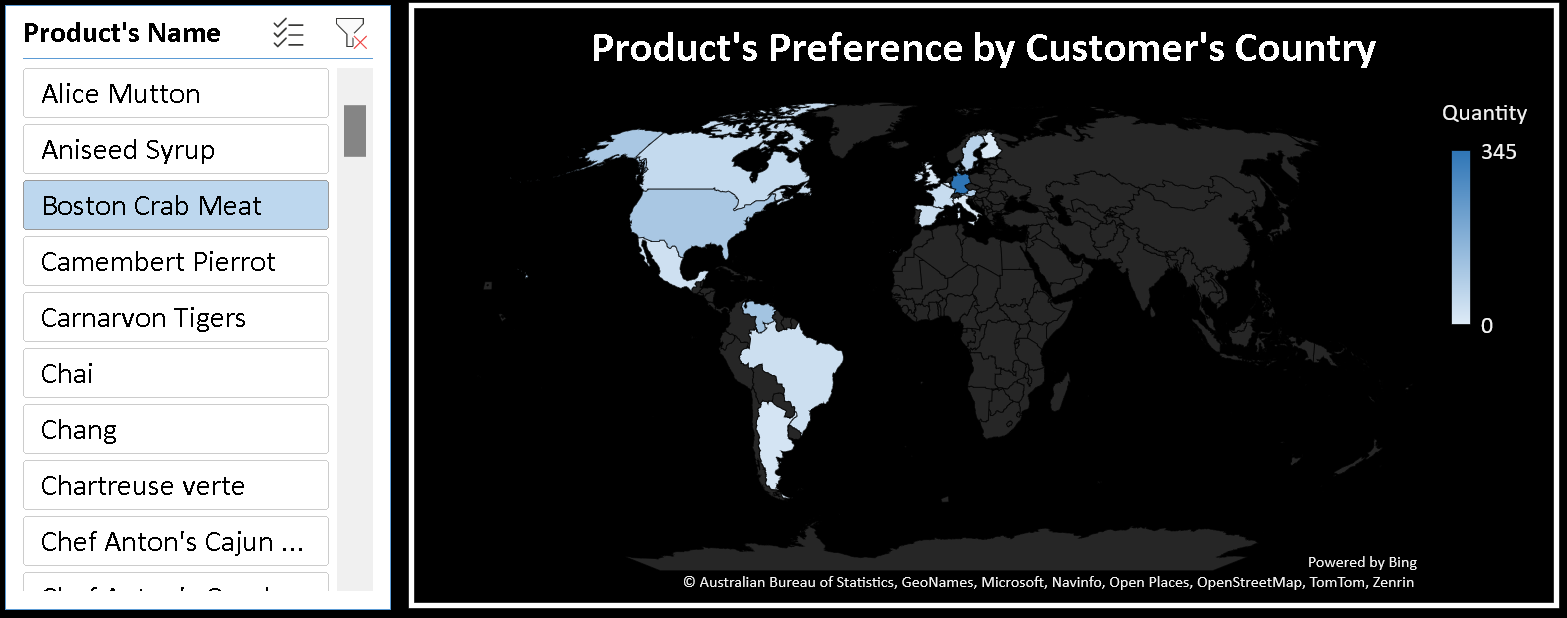 Product's Name
Alice Mutton
Aniseed Syrup
Boston Crab Meat
Camembert Pierrot
Carnarvon Tigers
Chai
Chang
Chartreuse verte
Chef Anton's Cajun ...
Product's Preference by Customer's Country
Quantity
345
0
Powered by Bing
© Australian Bureau of Statistics, GeoNames, Microsoft, Navinfo, Open Places, OpenStreetMap, TomTom, Zenrin